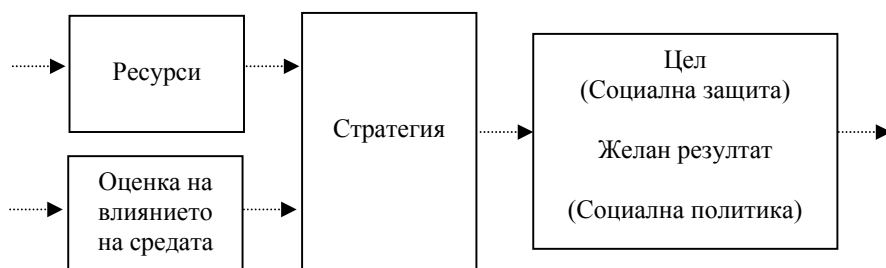 Ресурси
Оценка на
влиянието
на средата
Стратегия
Цел
(Социална защита)
Желан резултат
(Социална политика)